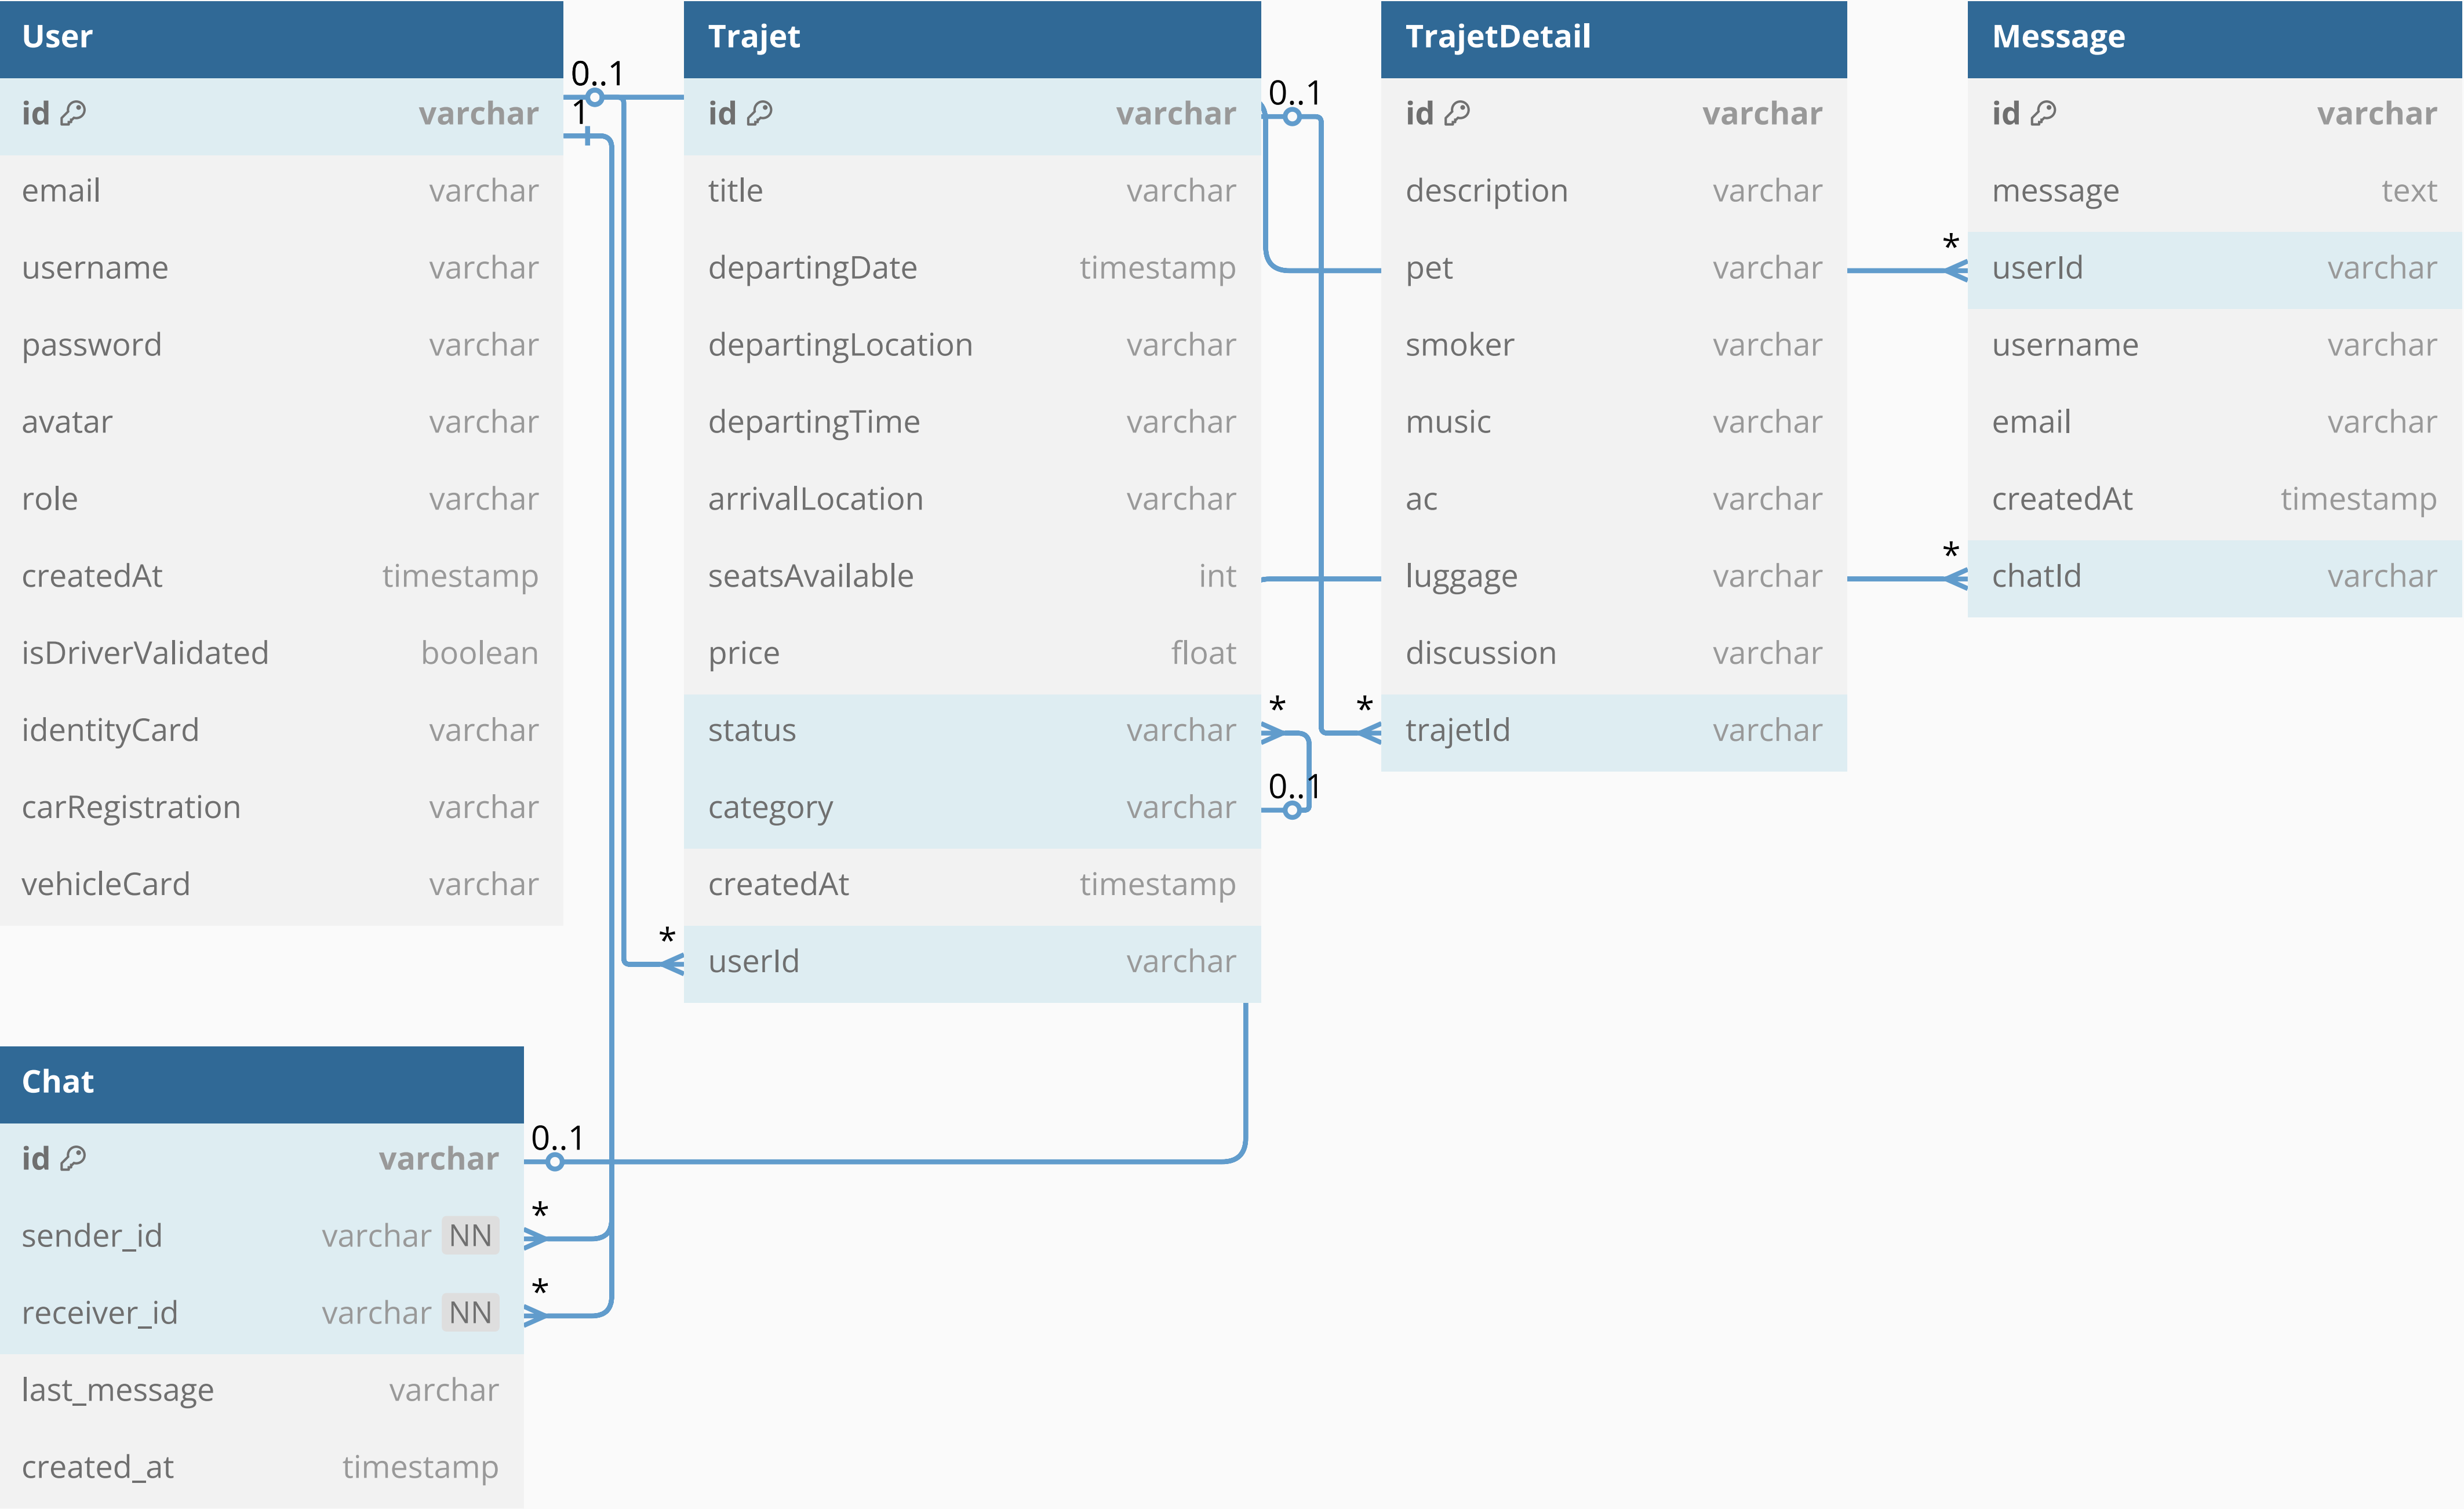 User
id varchar
email varchar
username varchar
password varchar
avatar varchar
role varchar
createdAt timestamp
isDriverValidated boolean
identityCard varchar
carRegistration varchar
vehicleCard varchar
0..1
1
Trajet
id varchar
title varchar
departingDate timestamp
departingLocation varchar
departingTime varchar
arrivalLocation varchar
seatsAvailable int
price float
status varchar
category varchar
createdAt timestamp
* userId varchar
0..1
*
0..1
TrajetDetail
id varchar
description varchar
pet varchar
smoker varchar
music varchar
ac varchar
luggage varchar
discussion varchar
* trajetId varchar
Message
id varchar
message text
* userId varchar
username varchar
email varchar
createdAt timestamp
* chatId varchar
Chat
id varchar 0..1
sender_id varchar NN *
receiver_id varchar NN *
last_message varchar
created_at timestamp